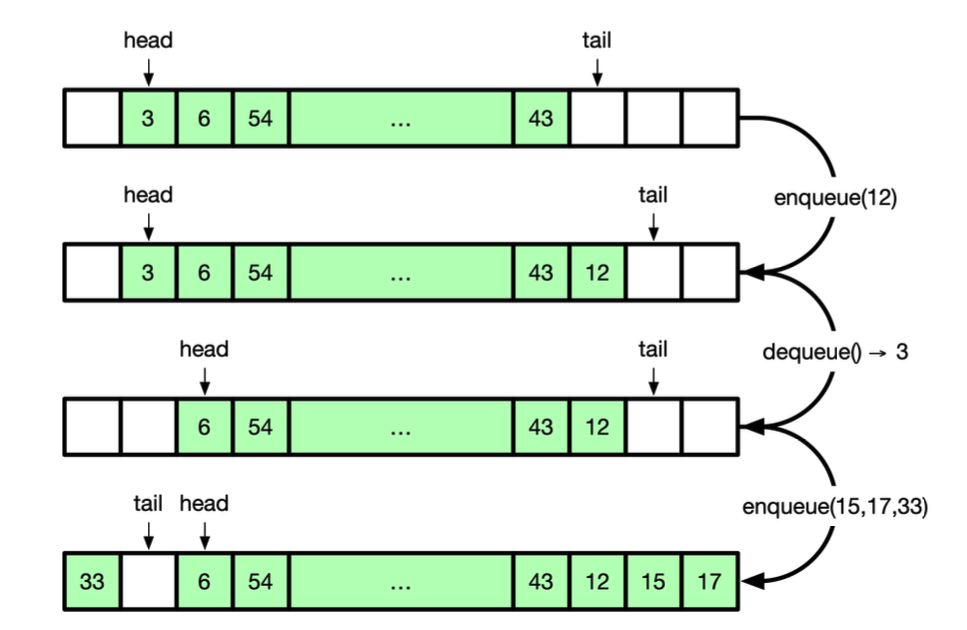 head tail
3 6 54 ... 43
enqueue(12)
head tail
3 6 54 ... 43 12
dequeue() → 3
head tail
6 54 ... 43 12
enqueue(15,17,33)
tail head
33 6 54 ... 43 12 15 17